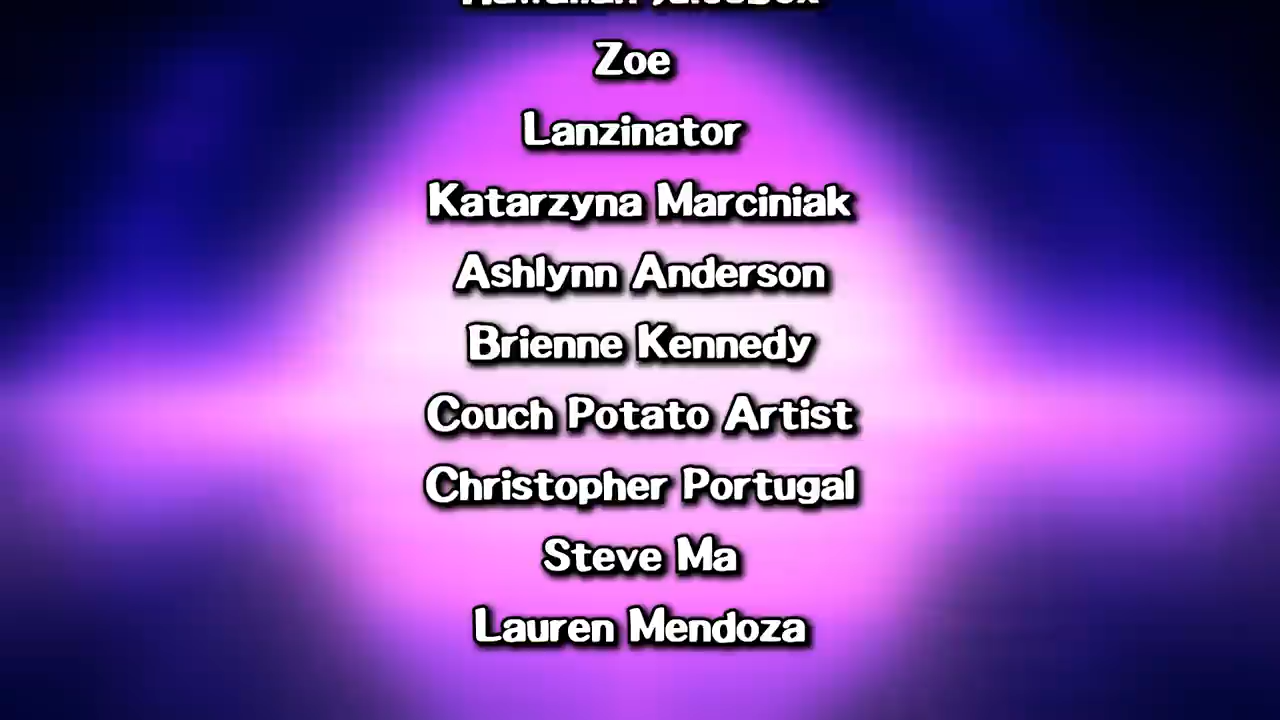 Zoe
Lanzinator
Katarzyna Marciniak
Ashlynn Anderson
Brienne Kennedy
Couch Potato Artist
Christopher Portugal
Steve Ma
Lauren Mendoza